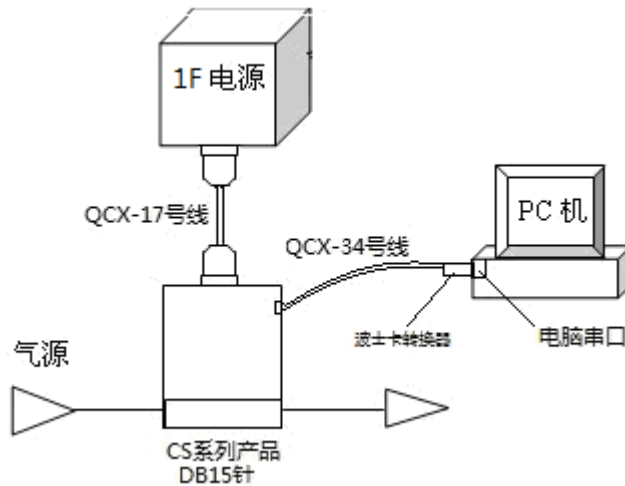 1F 电源
QCX-17号线
PC 机
QCX-34号线
波士卡转换器
电脑串口
气源
CS系列产品
DB15针